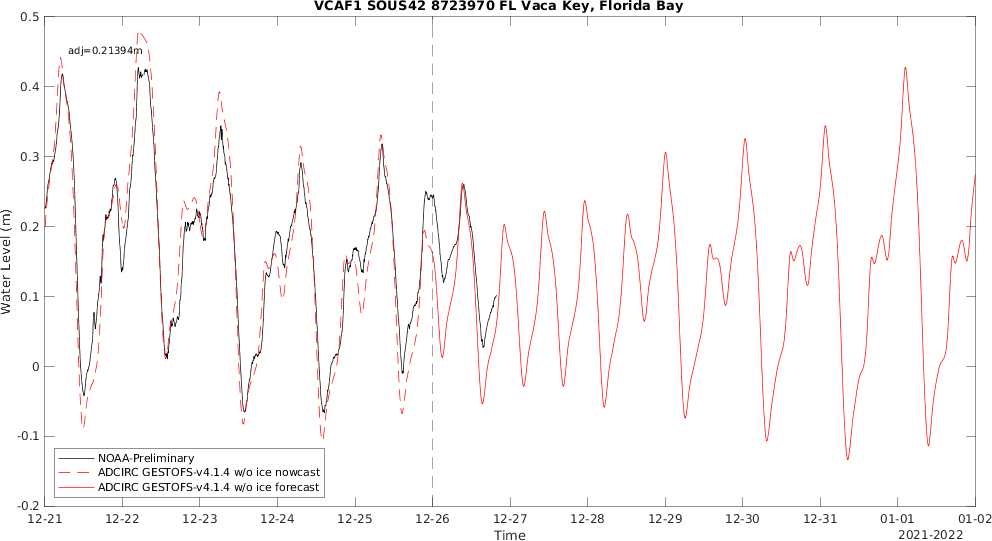 VCAF1 SOUS42 8723970 FL Vaca Key, Florida Bay
0.5
adj=0.21394m
0.4
0.3
0.2
0.1
0
-0.1
-0.2
Water Level (m)
NOAA-Preliminary
ADCIRC GESTOFS-v4.1.4 w/o ice nowcast
ADCIRC GESTOFS-v4.1.4 w/o ice forecast
12-21 12-22 12-23 12-24 12-25 12-26 12-27 12-28 12-29 12-30 12-31 01-01 01-02
Time
2021-2022